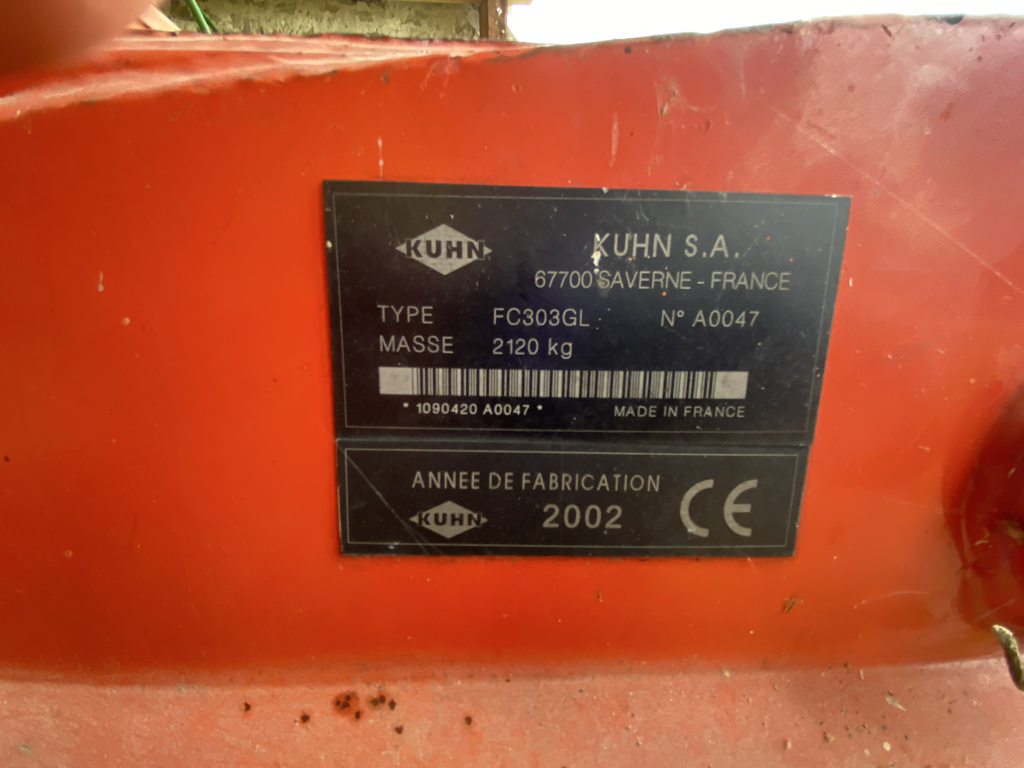 KUHN
KUHN S.A.
67700 SAVERNE - FRANCE
TYPE FC303GL N° A0047
MASSE 2120 kg
* 1090420 A0047 * MADE IN FRANCE
ANNEE DE FABRICATION
KUHN 2002 CE